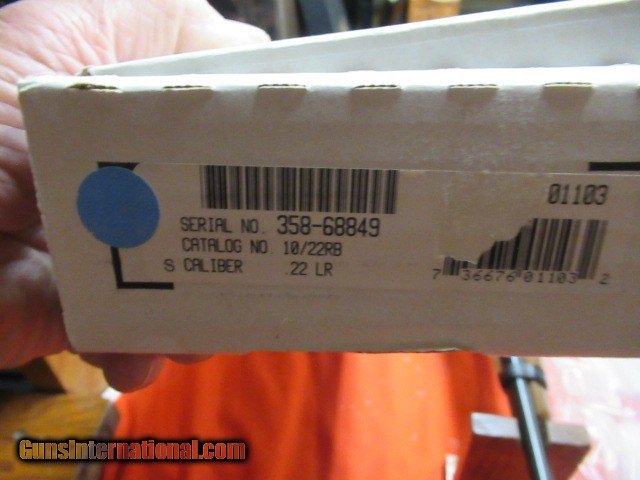 01103
SERIAL NO. 358-68849
CATALOG NO. 10/22RB
S CALIBER .22 LR
7 36676 01103 2
GunsInternational.com